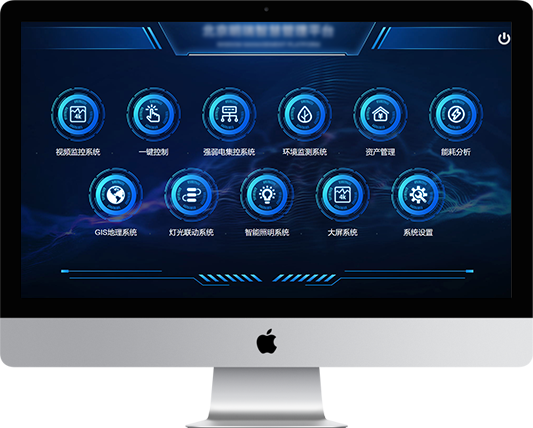 视频监控系统
一键控制
强弱电集控系统
环境监测系统
资产管理
能耗分析
GIS地理系统
灯光联动系统
智能照明系统
大屏系统
系统设置